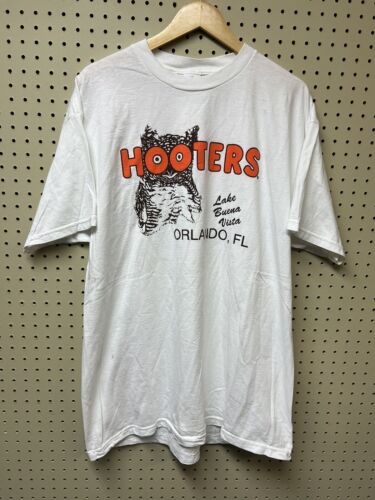 HOOTERS
Lake
Buena
Vista
ORLANDO, FL